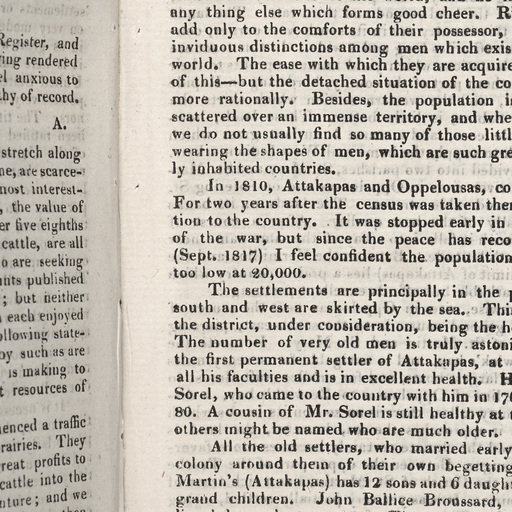 Register, and
rendered
anxious to
of record.
A.
stretch along
are scarce-
most interest-
the value of
five eighths
cattle, are all
are seeking
published
; but neither
each enjoyed
ollowing state-
such as are
is making to
resources of
a traffic
They
profits to
cattle into the
; and we
any thing else which forms good cheer. R
add only to the comforts of their possessor,
invidious distinctions among men which exis
world. The ease with which they are acquire
of this—but the detached situation of the co
more rationally. Besides, the population i
scattered over an immense territory, and whe
we do not usually find so many of those littl
wearing the shapes of men, which are such gre
ly inhabited countries.
In 1810, Attakapas and Oppelousas, co
For two years after the census was taken ther
tion to the country. It was stopped early in
of the war, but since the peace has reco
(Sept. 1817) I feel confident the population
too low at 20,000.
The settlements are principally in the p
south and west are skirted by the sea. Thi
the district, under consideration, being the h
The number of very old men is truly astoni
the first permanent settler of Attakapas, at
all his faculties and is in excellent health. H
Sorel, who came to the country with him in 17
80. A cousin of Mr. Sorel is still healthy at
others might be named who are much older.
All the old settlers, who married early
colony around them of their own begetting
Martin's (Attakapas) has 12 sons and 6 daugh
grand children. John Ballice Broussard,